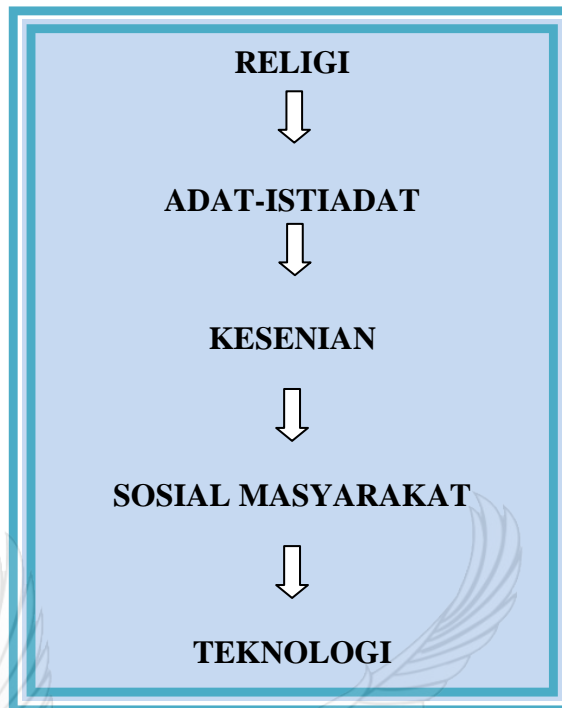 RELIGI
ADAT-ISTIADAT
KESENIAN
SOSIAL MASYARAKAT
TEKNOLOGI